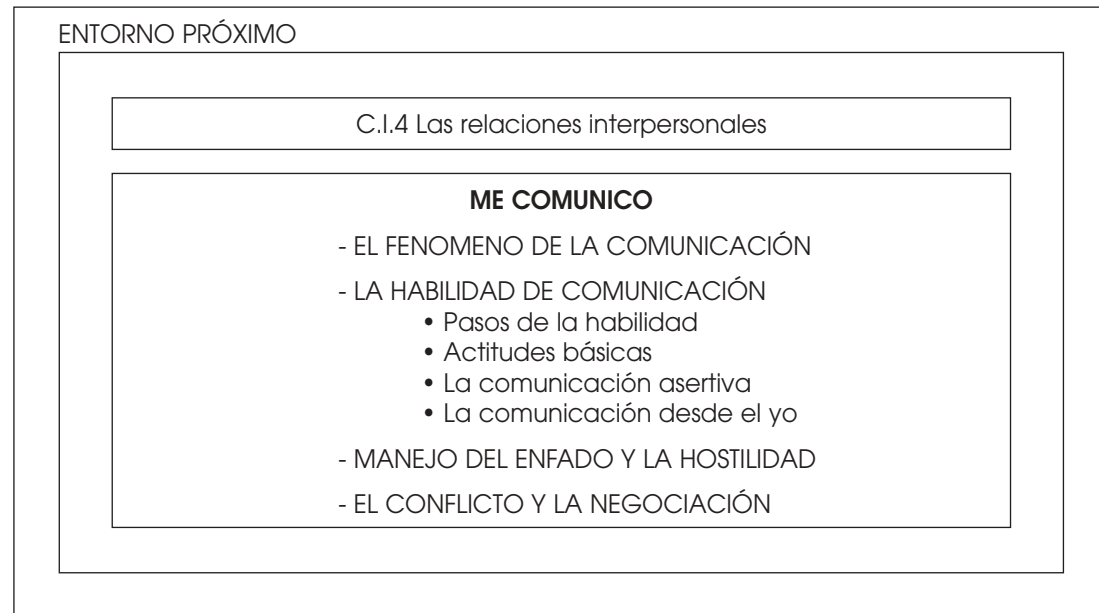 ENTORNO PRÓXIMO
C.I.4 Las relaciones interpersonales
ME COMUNICO
- EL FENOMENO DE LA COMUNICACIÓN
- LA HABILIDAD DE COMUNICACIÓN
• Pasos de la habilidad
• Actitudes básicas
• La comunicación asertiva
• La comunicación desde el yo
- MANEJO DEL ENFADO Y LA HOSTILIDAD
- EL CONFLICTO Y LA NEGOCIACIÓN